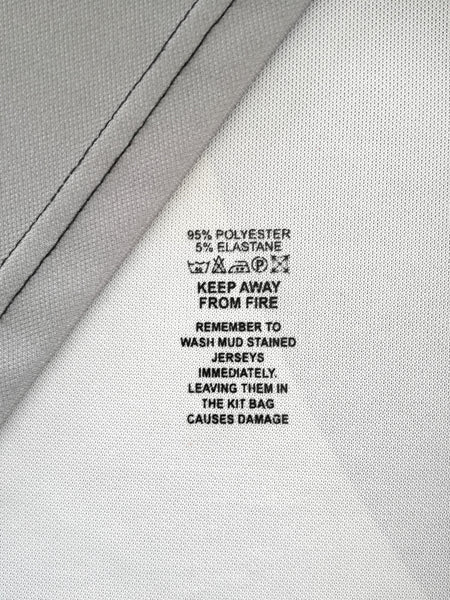 95% POLYESTER
5% ELASTANE
KEEP AWAY
FROM FIRE
REMEMBER TO
WASH MUD STAINED
JERSEYS
IMMEDIATELY.
LEAVING THEM IN
THE KIT BAG
CAUSES DAMAGE